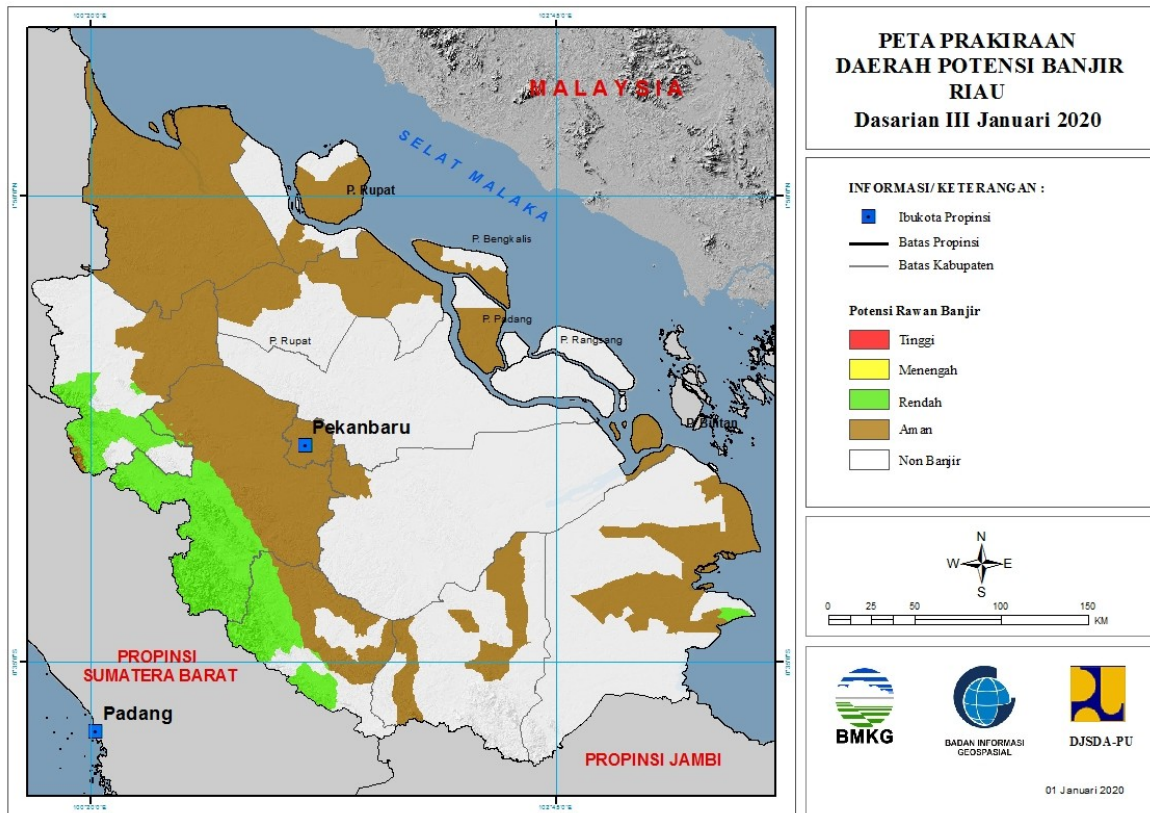 MALAYSIA
SELAT MALAKA
P. Rupat
P. Bengkalis
P. Padang
P. Rupat
P. Rangsang
Pekanbaru
PROPINSI
SUMATERA BARAT
Padang
PROPINSI JAMBI
PETA PRAKIRAAN
DAERAH POTENSI BANJIR
RIAU
Dasarian III Januari 2020
INFORMASI/ KETERANGAN :
Ibukota Propinsi
Batas Propinsi
Batas Kabupaten
Potensi Rawan Banjir
Tinggi
Menengah
Rendah
Aman
Non Banjir
N
W E
S
0 25 50 100 150
KM
BMKG
BADAN INFORMASI
GEOSPASIAL
DJSDA-PU
01 Januari 2020